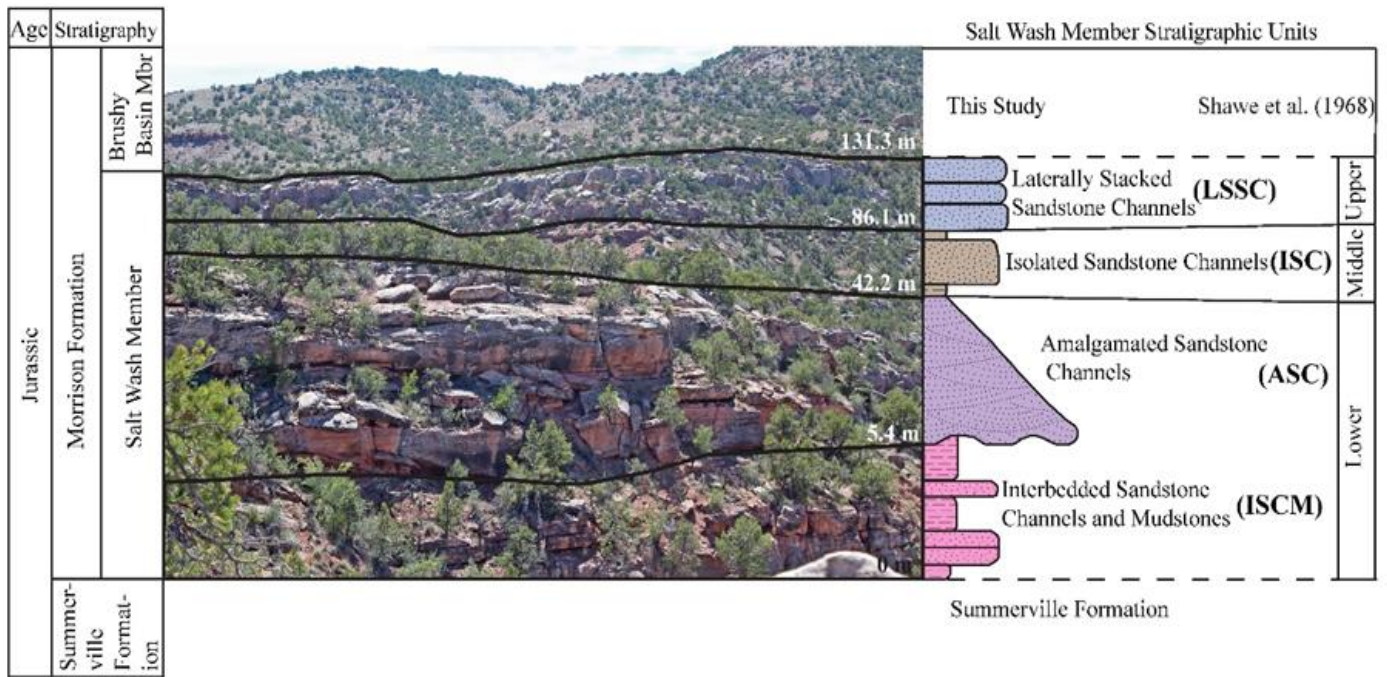 Age
Stratigraphy
Salt Wash Member Stratigraphic Units
Jurassic
Morrison Formation
Brushy
Basin Mbr
Salt Wash Member
Summer-
ville
Format-
ion
This Study
Shawe et al. (1968)
131.3 m
86.1 m
42.2 m
5.4 m
0 m
Laterally Stacked
Sandstone Channels (LSSC)
Isolated Sandstone Channels (ISC)
Amalgamated Sandstone
Channels
(ASC)
Interbedded Sandstone
Channels and Mudstones (ISCM)
Upper
Middle
Lower
Summerville Formation